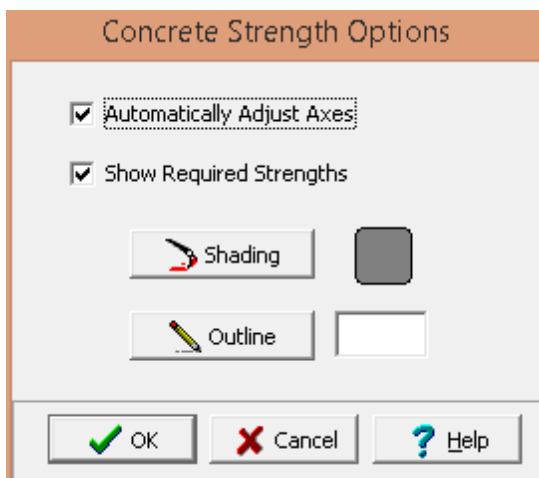 Concrete Strength Options
Automatically Adjust Axes
Show Required Strengths
Shading
Outline
OK Cancel Help